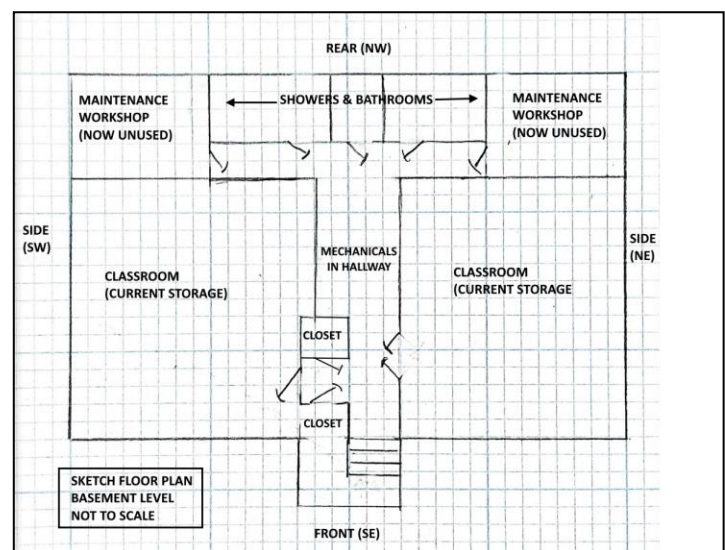 REAR (NW)
MAINTENANCE
WORKSHOP
(NOW UNUSED)
SHOWERS & BATHROOMS
MAINTENANCE
WORKSHOP
(NOW UNUSED)
SIDE
(SW)
MECHANICALS
IN HALLWAY
SIDE
(NE)
CLASSROOM
(CURRENT STORAGE)
CLASSROOM
(CURRENT STORAGE
CLOSET
CLOSET
SKETCH FLOOR PLAN
BASEMENT LEVEL
NOT TO SCALE
FRONT (SE)